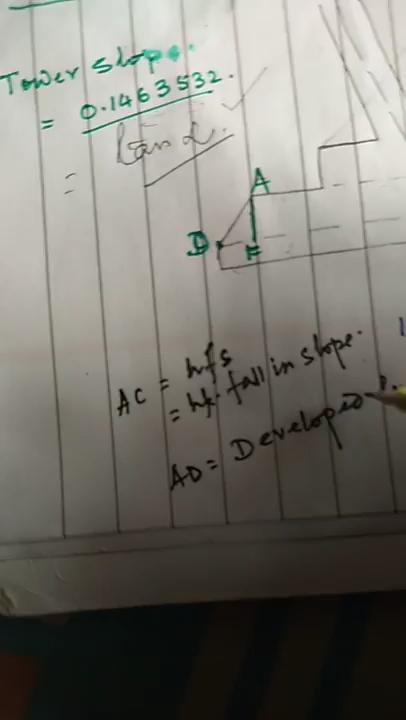 Tower slope.
= 0.1463532.
= tan α.
A
D F
AC = hfs
= ht. fall in slope.
AD = Developed